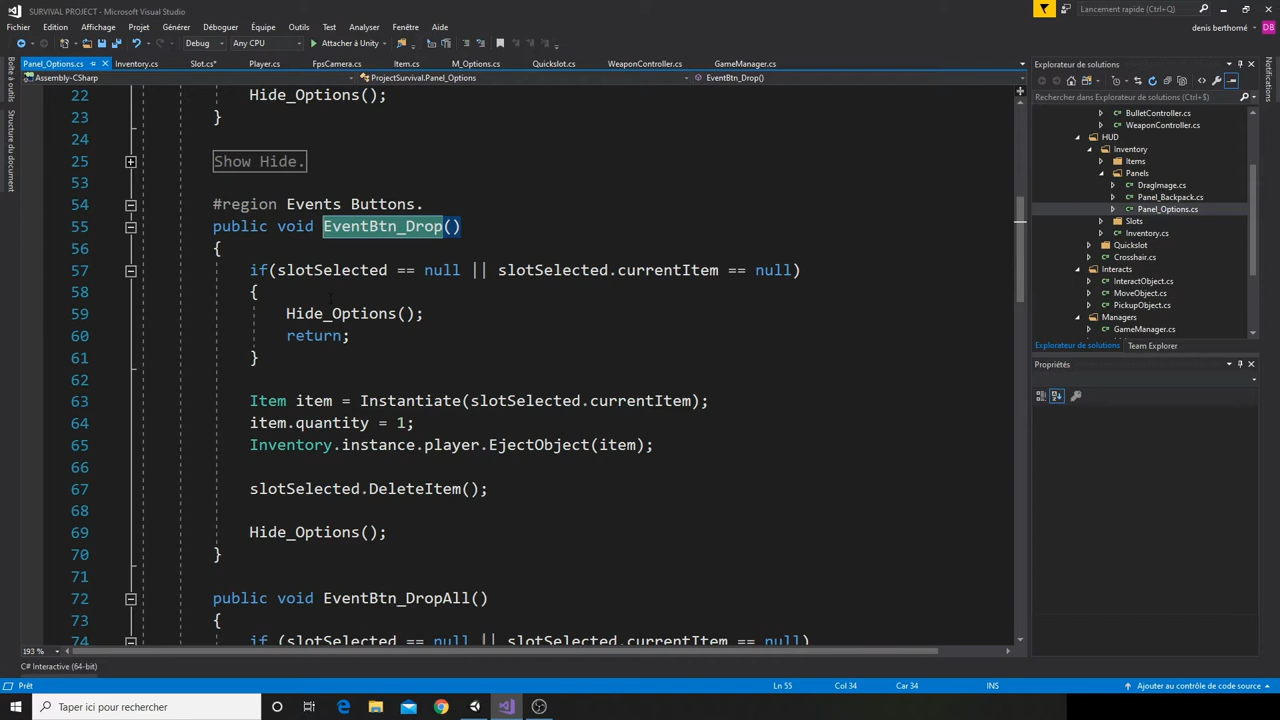 SURVIVAL PROJECT - Microsoft Visual Studio
Lancement rapide (Ctrl+Q)
Fichier Edition Affichage Projet Générer Déboguer Équipe Outils Test Analyser Fenêtre Aide
denis berthomé DB
Debug Any CPU Attacher à Unity
Panel_Options.cs Inventory.cs Slot.cs* Player.cs FpsCamera.cs Item.cs M_Options.cs Quickslot.cs WeaponController.cs GameManager.cs
Assembly-CSharp ProjectSurvival.Panel_Options EventBtn_Drop()
Boîte à outils
Structure du document
22 Hide_Options();
23 }
24
25 Show Hide.
53
54 #region Events Buttons.
55 public void EventBtn_Drop()
56 {
57 if(slotSelected == null || slotSelected.currentItem == null)
58 {
59 Hide_Options();
60 return;
61 }
62
63 Item item = Instantiate(slotSelected.currentItem);
64 item.quantity = 1;
65 Inventory.instance.player.EjectObject(item);
66
67 slotSelected.DeleteItem();
68
69 Hide_Options();
70 }
71
72 public void EventBtn_DropAll()
73 {
74 if (slotSelected == null || slotSelected.currentItem == null)
193 %
C# Interactive (64-bit)
Explorateur de solutions
Rechercher dans Explorateur de solutions (Ctrl+$)
BulletController.cs
WeaponController.cs
HUD
Inventory
Items
Panels
DragImage.cs
Panel_Backpack.cs
Panel_Options.cs
Slots
Inventory.cs
Quickslot
Crosshair.cs
Interacts
InteractObject.cs
MoveObject.cs
PickupObject.cs
Managers
GameManager.cs
Explorateur de solutions Team Explorer
Propriétés
Notifications
Prêt Ln 55 Col 34 Car 34 INS Ajouter au contrôle de code source
Taper ici pour rechercher